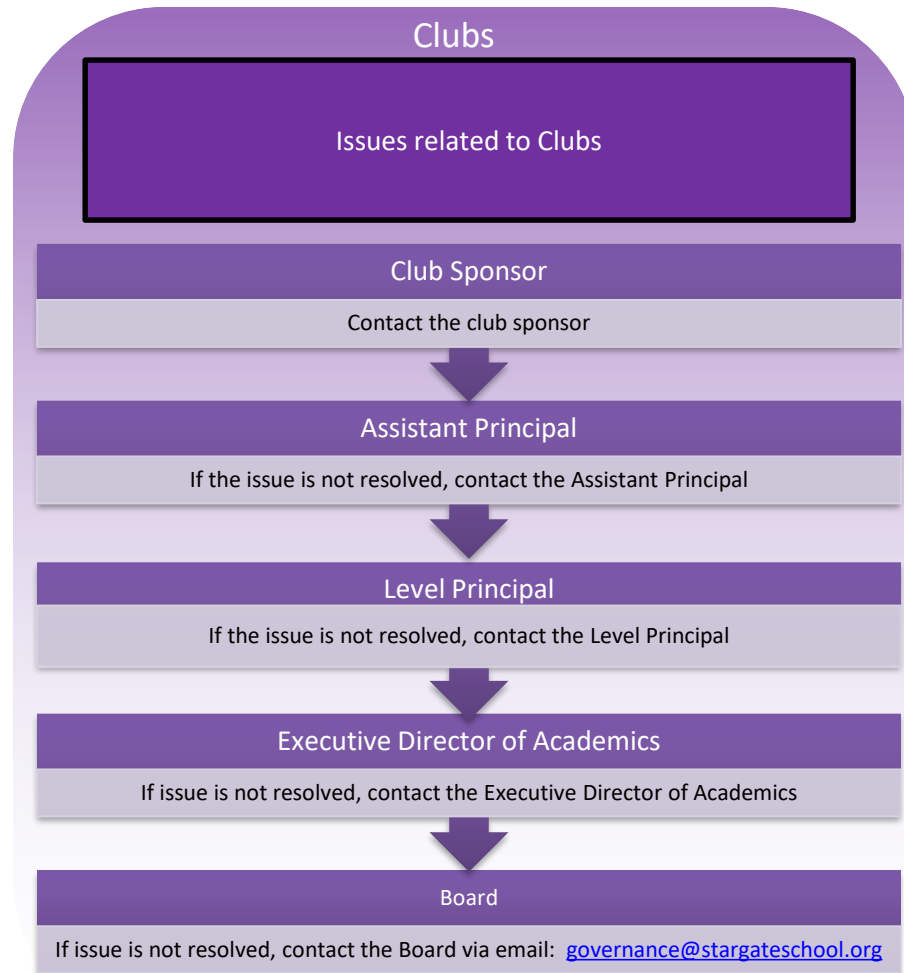 Clubs
Issues related to Clubs
Club Sponsor
Contact the club sponsor
Assistant Principal
If the issue is not resolved, contact the Assistant Principal
Level Principal
If the issue is not resolved, contact the Level Principal
Executive Director of Academics
If issue is not resolved, contact the Executive Director of Academics
Board
If issue is not resolved, contact the Board via email: governance@stargateschool.org